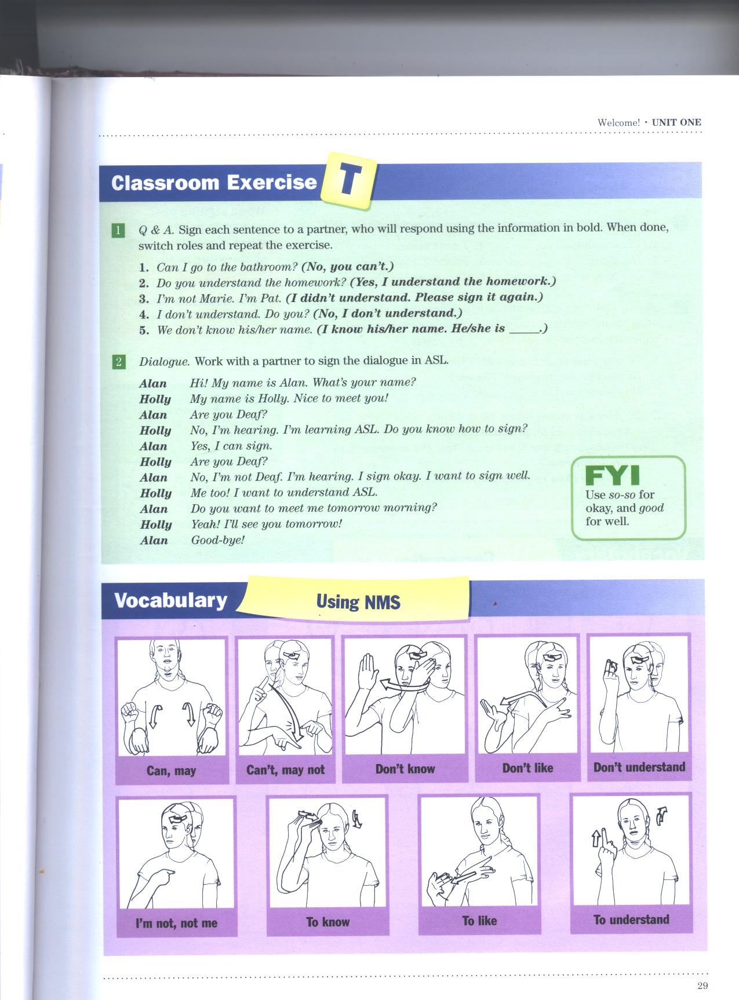 Welcome! • UNIT ONE
Classroom Exercise T
1 Q & A. Sign each sentence to a partner, who will respond using the information in bold. When done,
switch roles and repeat the exercise.
1. Can I go to the bathroom? (No, you can't.)
2. Do you understand the homework? (Yes, I understand the homework.)
3. I'm not Marie. I'm Pat. (I didn't understand. Please sign it again.)
4. I don't understand. Do you? (No, I don't understand.)
5. We don't know his/her name. (I know his/her name. He/she is _____.)
2 Dialogue. Work with a partner to sign the dialogue in ASL.
Alan Hi! My name is Alan. What's your name?
Holly My name is Holly. Nice to meet you!
Alan Are you Deaf?
Holly No, I'm hearing. I'm learning ASL. Do you know how to sign?
Alan Yes, I can sign.
Holly Are you Deaf?
Alan No, I'm not Deaf. I'm hearing. I sign okay. I want to sign well.
Holly Me too! I want to understand ASL.
Alan Do you want to meet me tomorrow morning?
Holly Yeah! I'll see you tomorrow!
Alan Good-bye!
FYI
Use so-so for
okay, and good
for well.
Vocabulary Using NMS
Can, may
Can't, may not
Don't know
Don't like
Don't understand
I'm not, not me
To know
To like
To understand
29